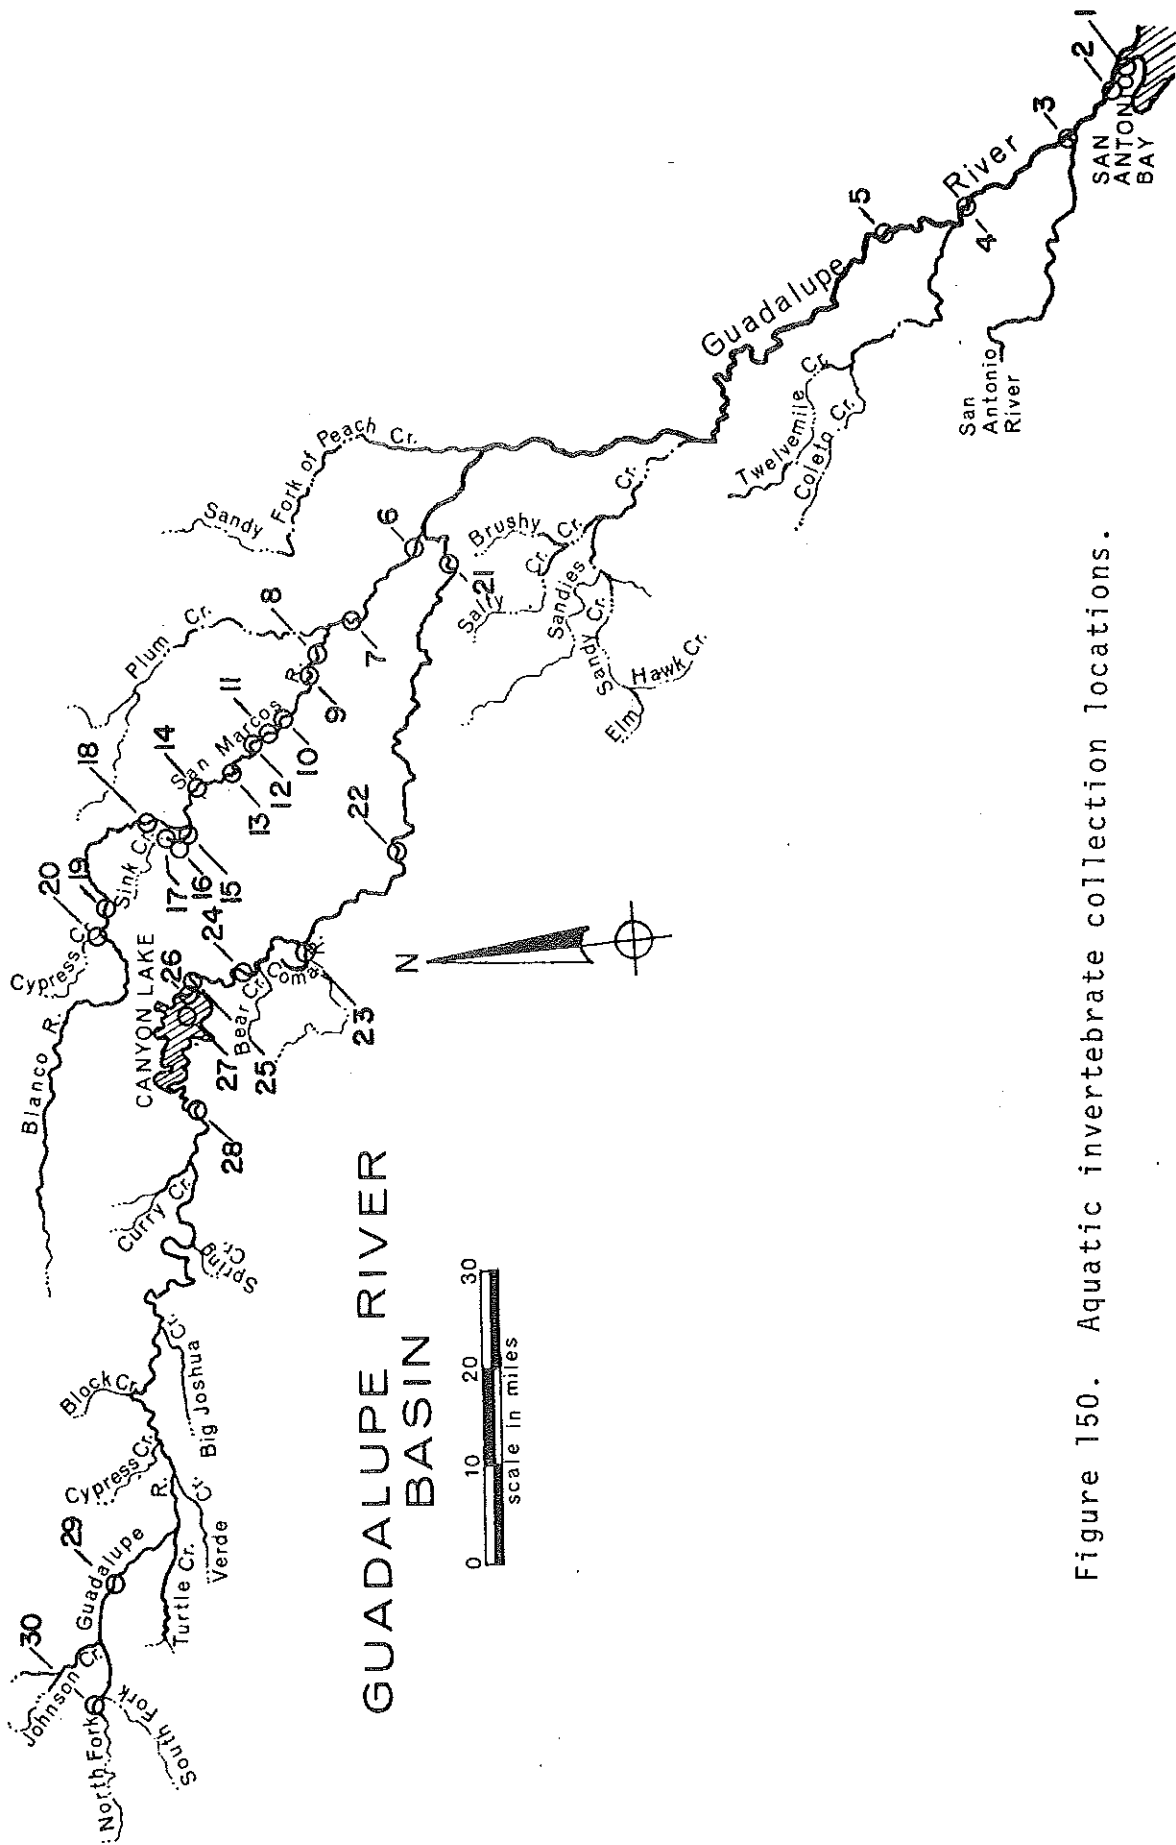 30
Johnson Cr.
North Fork
South Fork
29
Guadalupe
R.
Turtle Cr.
Verde
Cr.
Cypress Cr.
Block Cr.
Big Joshua
Cr.
Spring
Cr.
Curry Cr.
28
Blanco R.
CANYON LAKE
27
26
25
Bear Cr.
24
Comal
R.
23
Cypress Cr.
20
19
Sink Cr.
18
17
16
15
14
San Marcos R.
13
12
11
10
9
8
7
6
Plum Cr.
22
21
Sandy
Fork of Peach Cr.
Salty
Cr.
Brushy
Cr.
Sandies
Cr.
Sandy
Cr.
Elm
Hawk Cr.
Guadalupe
River
Twelvemile Cr.
Coleto Cr.
San
Antonio
River
5
4
3
2
1
SAN
ANTONIO
BAY
N
GUADALUPE RIVER
BASIN
0 10 20 30
scale in miles
Figure 150. Aquatic invertebrate collection locations.